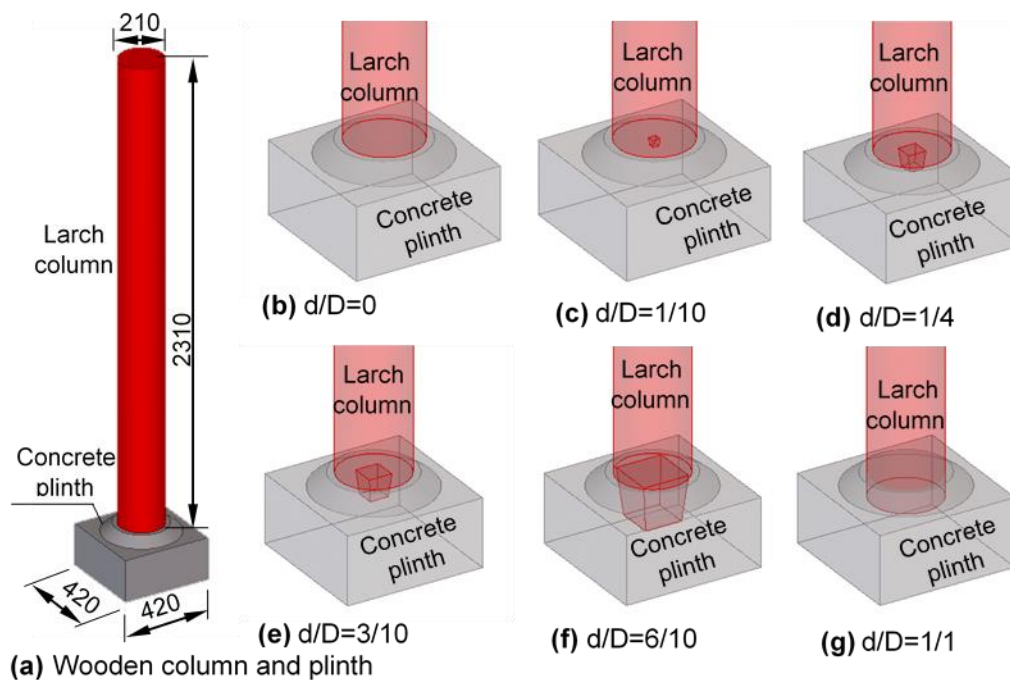 210
Larch
column
2310
Concrete
plinth
420
420
(a) Wooden column and plinth
Larch
column
Concrete
plinth
(b) d/D=0
Larch
column
Concrete
plinth
(c) d/D=1/10
Larch
column
Concrete
plinth
(d) d/D=1/4
Larch
column
Concrete
plinth
(e) d/D=3/10
Larch
column
Concrete
plinth
(f) d/D=6/10
Larch
column
Concrete
plinth
(g) d/D=1/1